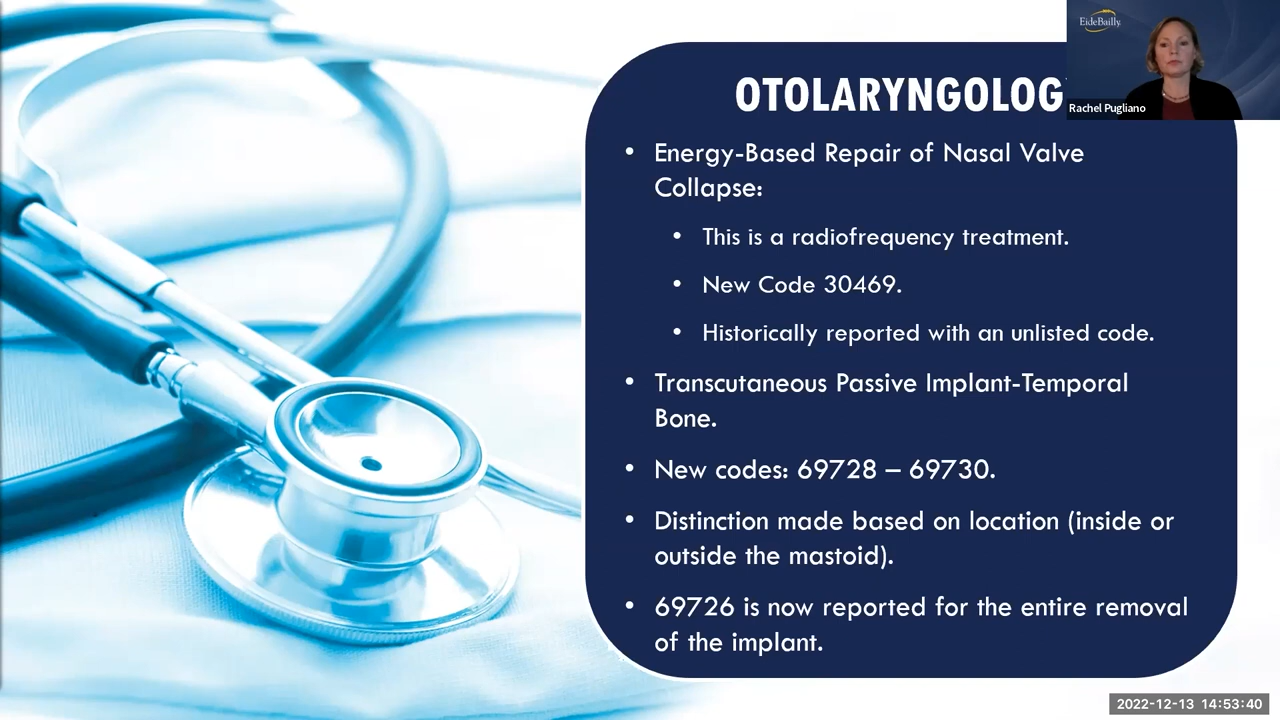 OTOLARYNGOLOG
EideBailly
Rachel Pugliano
• Energy-Based Repair of Nasal Valve
Collapse:
• This is a radiofrequency treatment.
• New Code 30469.
• Historically reported with an unlisted code.
• Transcutaneous Passive Implant-Temporal
Bone.
• New codes: 69728 – 69730.
• Distinction made based on location (inside or
outside the mastoid).
• 69726 is now reported for the entire removal
of the implant.
2022-12-13 14:53:40